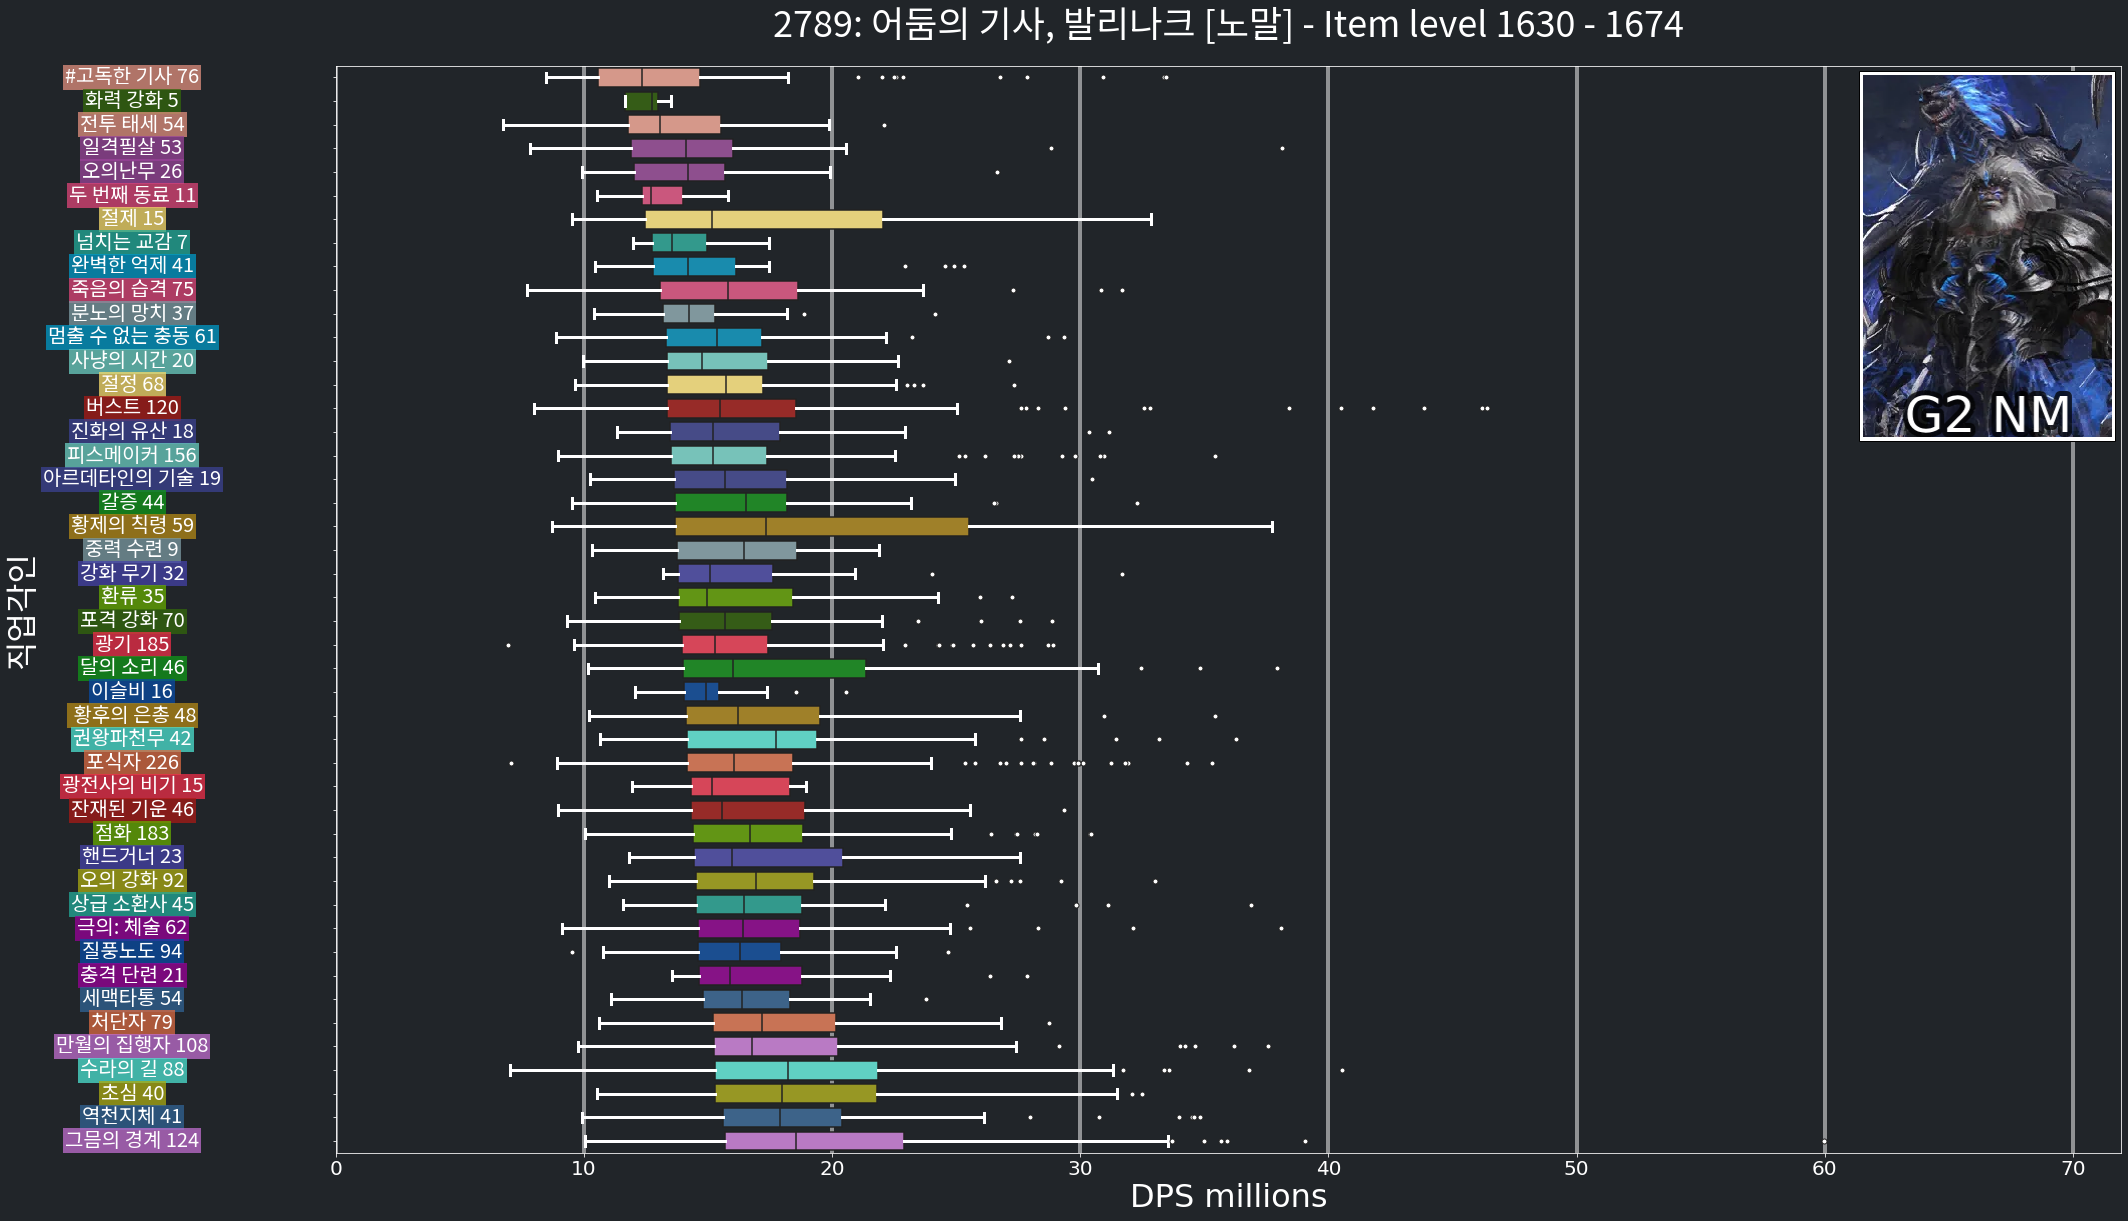 2789: 어둠의 기사, 발리나크 [노말] - Item level 1630 - 1674
#고독한 기사 76
화력 강화 5
전투 태세 54
일격필살 53
오의난무 26
두 번째 동료 11
절제 15
넘치는 교감 7
완벽한 억제 41
죽음의 습격 75
분노의 망치 37
멈출 수 없는 충동 61
사냥의 시간 20
절정 68
버스트 120
진화의 유산 18
피스메이커 156
아르데타인의 기술 19
갈증 44
황제의 칙령 59
중력 수련 9
강화 무기 32
환류 35
포격 강화 70
광기 185
달의 소리 46
이슬비 16
황후의 은총 48
권왕파천무 42
포식자 226
광전사의 비기 15
잔재된 기운 46
점화 183
핸드거너 23
오의 강화 92
상급 소환사 45
극의: 체술 62
질풍노도 94
충격 단련 21
세맥타통 54
처단자 79
만월의 집행자 108
수라의 길 88
초심 40
역천지체 41
그믐의 경계 124
직업각인
G2 NM
0 10 20 30 40 50 60 70
DPS millions